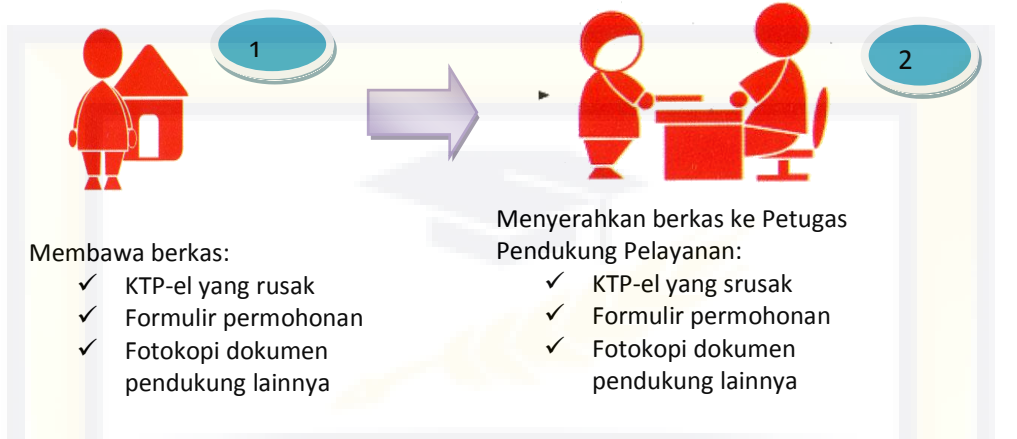 1
2
Membawa berkas:
✓ KTP-el yang rusak
✓ Formulir permohonan
✓ Fotokopi dokumen
pendukung lainnya
Menyerahkan berkas ke Petugas
Pendukung Pelayanan:
✓ KTP-el yang srusak
✓ Formulir permohonan
✓ Fotokopi dokumen
pendukung lainnya